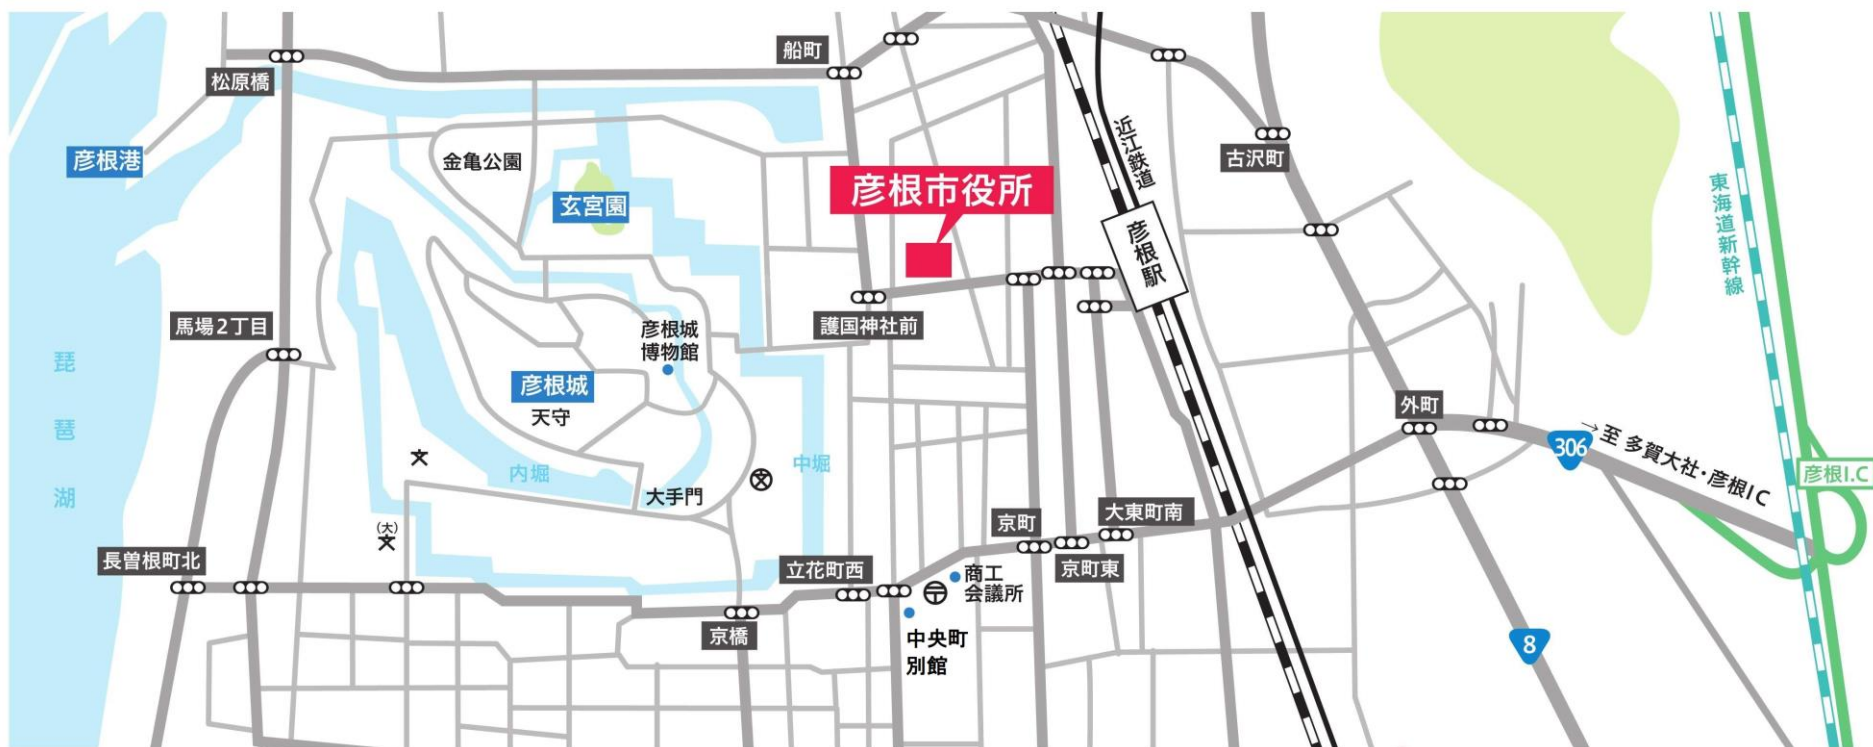 船町
松原橋
近江鉄道
彦根港
金亀公園
古沢町
彦根市役所
玄宮園
東海道新幹線
彦根駅
馬場2丁目
護国神社前
彦根城
博物館
琵琶湖
彦根城
天守
外町
306
→至 多賀大社・彦根IC
彦根I.C
内堀
中堀
大手門
文
(大)
文
京町
大東町南
長曽根町北
立花町西
商工
会議所
京町東
京橋
中央町
別館
8